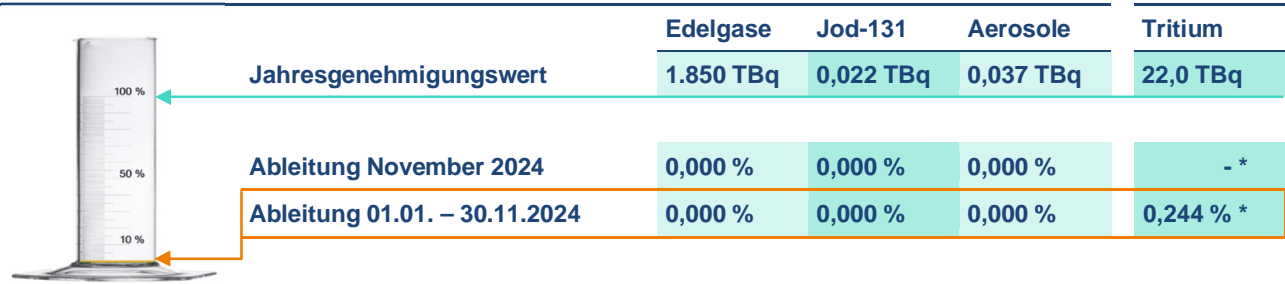 Edelgase Jod-131 Aerosole Tritium
Jahresgenehmigungswert 1.850 TBq 0,022 TBq 0,037 TBq 22,0 TBq
100 %
Ableitung November 2024 0,000 % 0,000 % 0,000 % - *
50 %
Ableitung 01.01. – 30.11.2024 0,000 % 0,000 % 0,000 % 0,244 % *
10 %